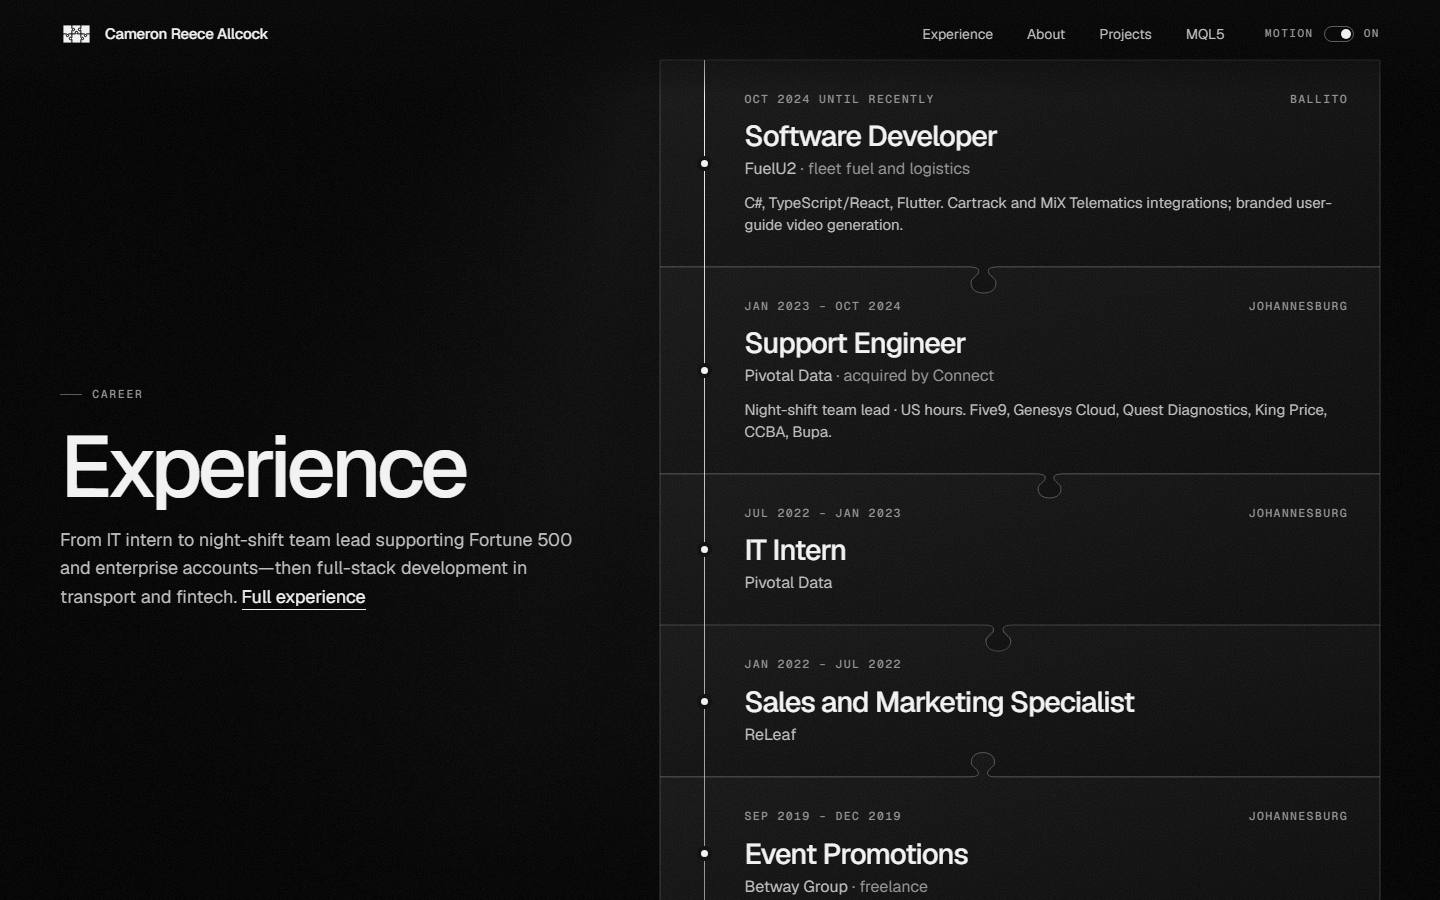 Cameron Reece Allcock
Experience
About
Projects
MQL5
MOTION
ON
CAREER
Experience
From IT intern to night-shift team lead supporting Fortune 500
and enterprise accounts—then full-stack development in
transport and fintech. Full experience
OCT 2024 UNTIL RECENTLY
BALLITO
Software Developer
FuelU2 · fleet fuel and logistics
C#, TypeScript/React, Flutter. Cartrack and MiX Telematics integrations; branded user-
guide video generation.
JAN 2023 – OCT 2024
JOHANNESBURG
Support Engineer
Pivotal Data · acquired by Connect
Night-shift team lead · US hours. Five9, Genesys Cloud, Quest Diagnostics, King Price,
CCBA, Bupa.
JUL 2022 – JAN 2023
JOHANNESBURG
IT Intern
Pivotal Data
JAN 2022 – JUL 2022
Sales and Marketing Specialist
ReLeaf
SEP 2019 – DEC 2019
JOHANNESBURG
Event Promotions
Betway Group · freelance